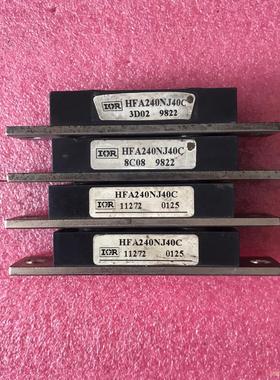 IOR HFA240NJ40C
3D02 9822
IOR HFA240NJ40C
8C08 9822
HFA240NJ40C
IOR 11272 0125
HFA240NJ40C
IOR 11272 0125